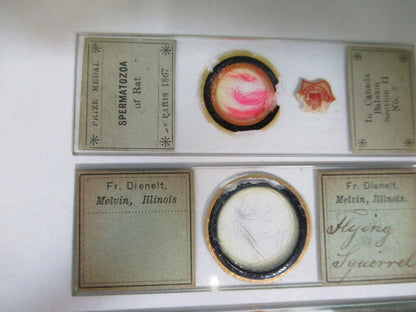 PRIZE MEDAL
SPERMATOZOA
of Rat
PARIS 1867
In Canada
Balsam
Section II
No. 2
Fr. Dienelt,
Melvin, Illinois
Fr. Dienelt,
Melvin, Illinois
Flying
Squirrel